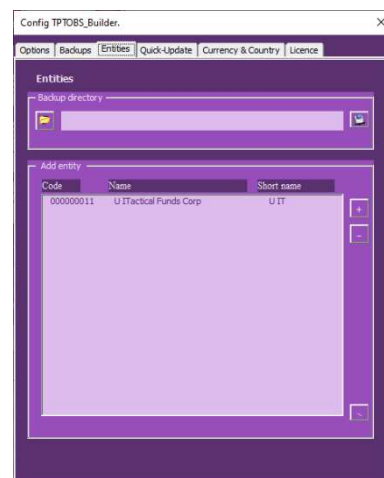 Config TPTOBS_Builder.
Options Backups Entities Quick-Update Currency & Country Licence
Entities
Backup directory
Add entity
Code Name Short name
000000011 U ITactical Funds Corp U IT
+
-